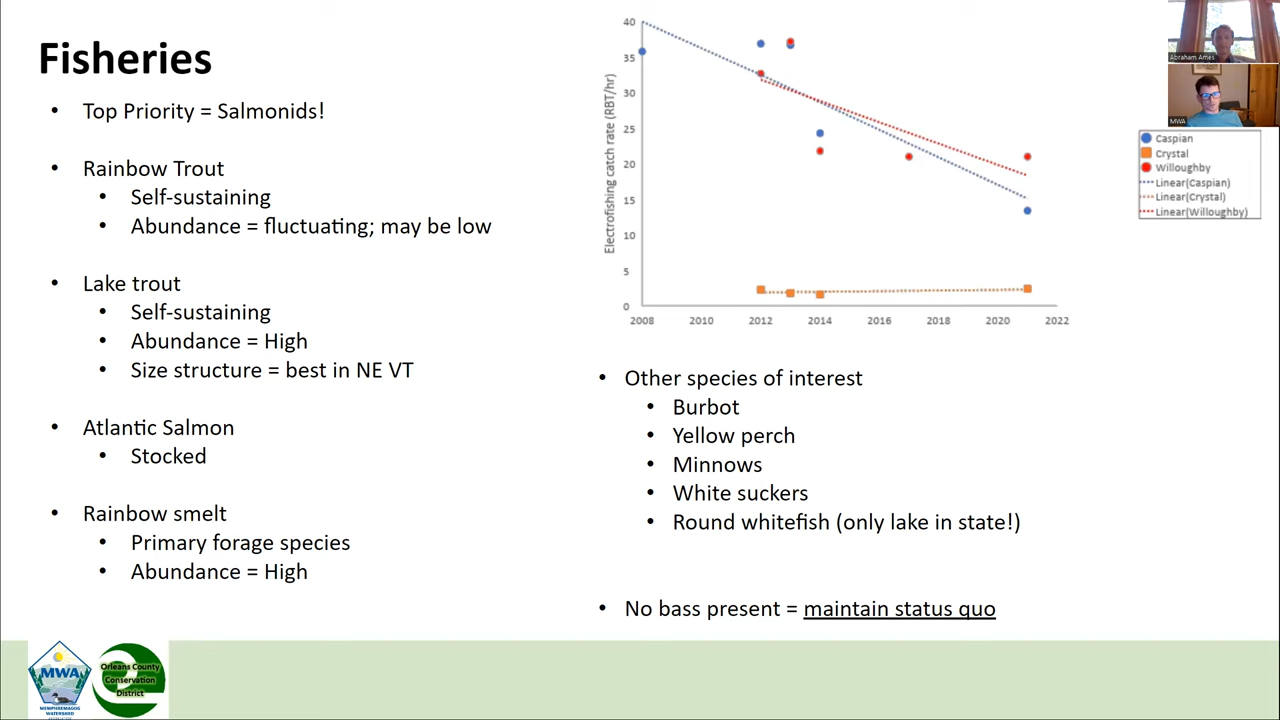 Fisheries
• Top Priority = Salmonids!
• Rainbow Trout
• Self-sustaining
• Abundance = fluctuating; may be low
• Lake trout
• Self-sustaining
• Abundance = High
• Size structure = best in NE VT
• Atlantic Salmon
• Stocked
• Rainbow smelt
• Primary forage species
• Abundance = High
Electrofishing catch rate (RBT/hr)
40
35
30
25
20
15
10
5
0
2008 2010 2012 2014 2016 2018 2020 2022
Abraham Ames
MWA
Caspian
Crystal
Willoughby
Linear(Caspian)
Linear(Crystal)
Linear(Willoughby)
• Other species of interest
• Burbot
• Yellow perch
• Minnows
• White suckers
• Round whitefish (only lake in state!)
• No bass present = maintain status quo
MWA
MEMPHREMAGOG
WATERSHED
Orleans County
Conservation
District